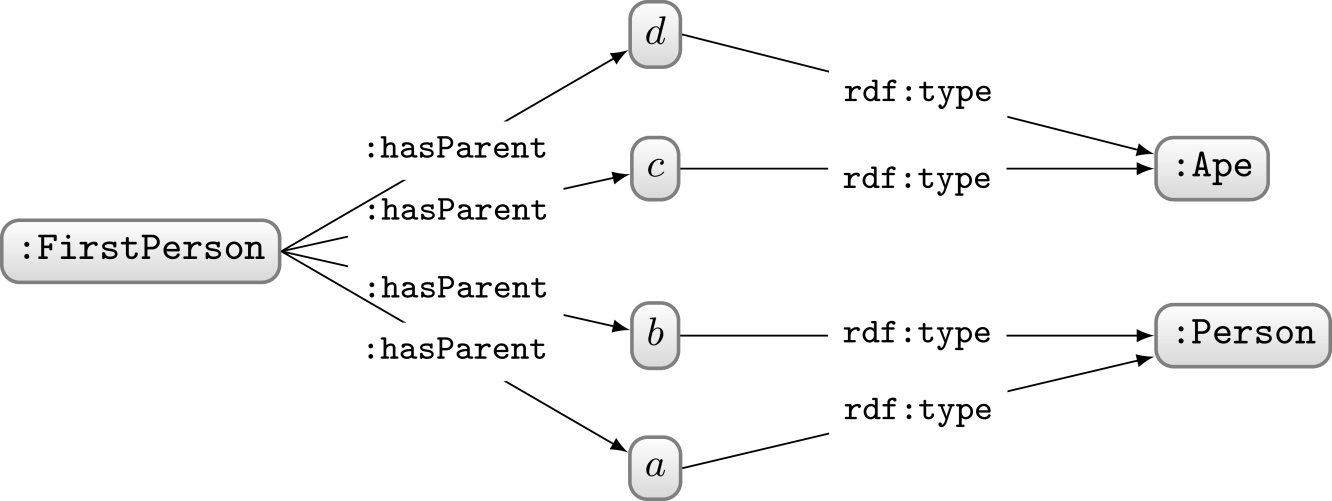 d
rdf:type
:hasParent
c
rdf:type
:Ape
:hasParent
:FirstPerson
:hasParent
b
rdf:type
:Person
:hasParent
rdf:type
a